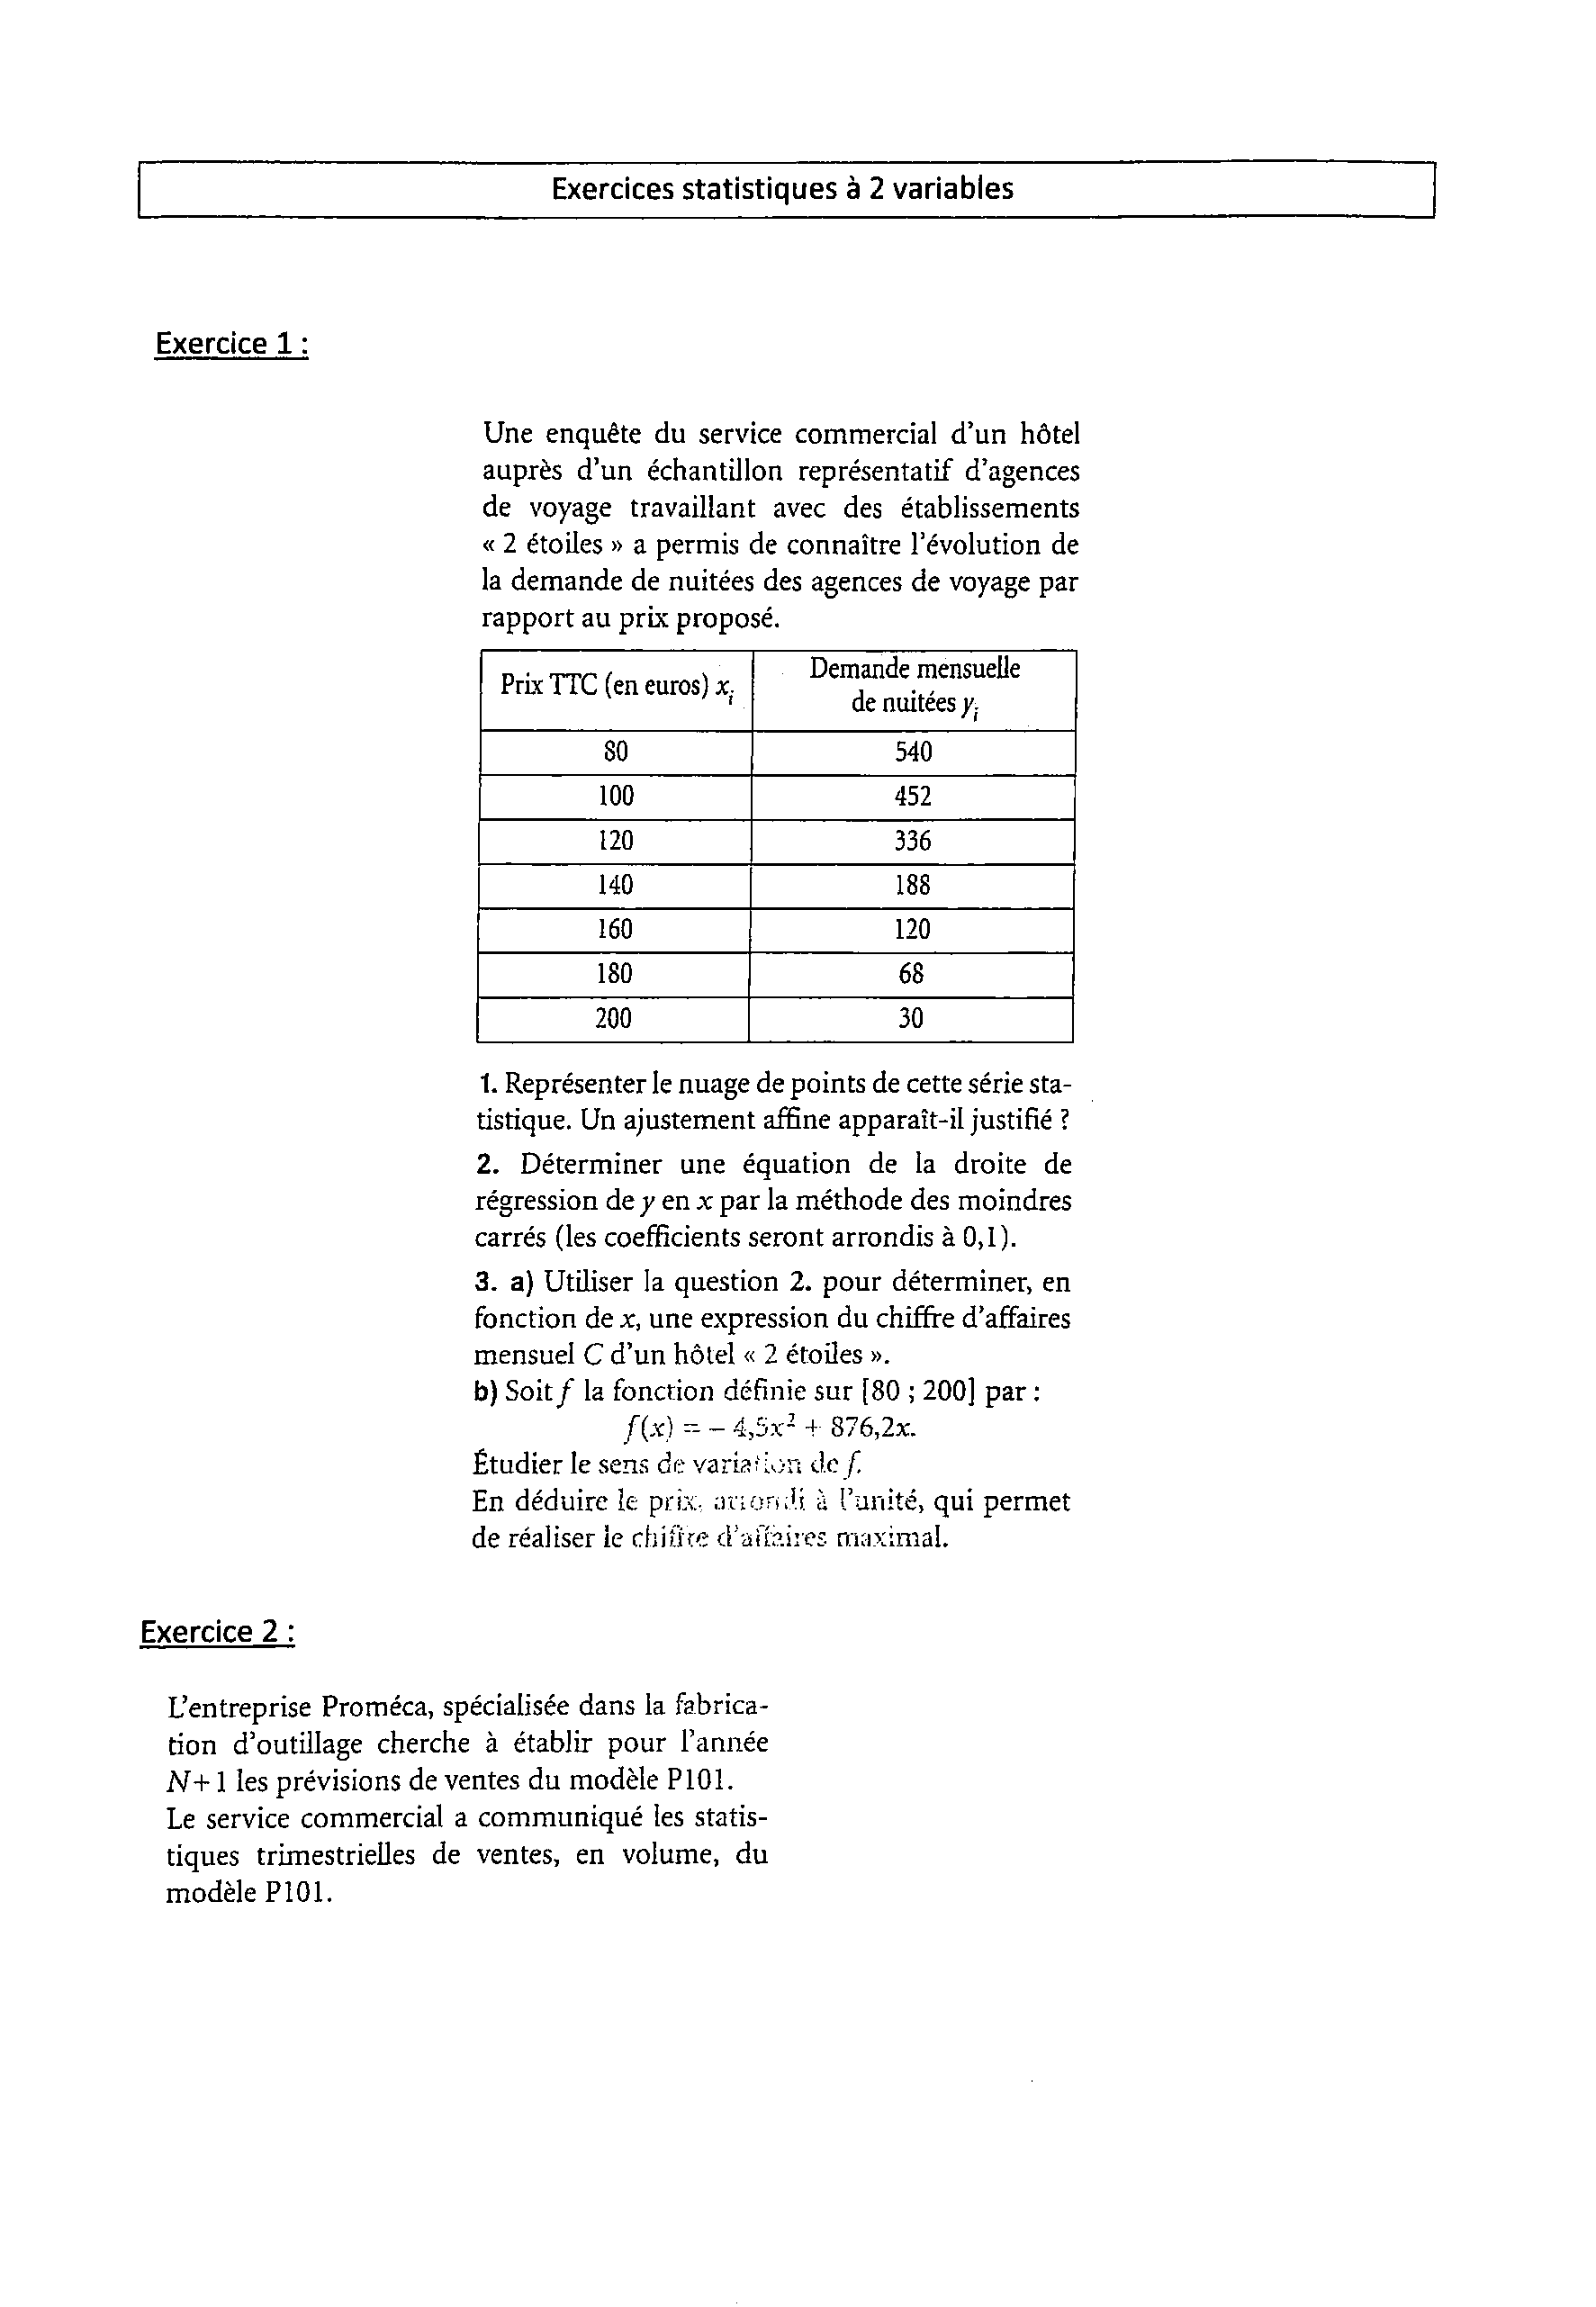 Exercices statistiques à 2 variables
Exercice 1 :
Une enquête du service commercial d'un hôtel
auprès d'un échantillon représentatif d'agences
de voyage travaillant avec des établissements
« 2 étoiles » a permis de connaître l'évolution de
la demande de nuitées des agences de voyage par
rapport au prix proposé.
Prix TTC (en euros) xᵢ
Demande mensuelle
de nuitées yᵢ
80 540
100 452
120 336
140 188
160 120
180 68
200 30
1. Représenter le nuage de points de cette série sta-
tistique. Un ajustement affine apparaît-il justifié ?
2. Déterminer une équation de la droite de
régression de y en x par la méthode des moindres
carrés (les coefficients seront arrondis à 0,1).
3. a) Utiliser la question 2. pour déterminer, en
fonction de x, une expression du chiffre d'affaires
mensuel C d'un hôtel « 2 étoiles ».
b) Soit f la fonction définie sur [80 ; 200] par :
f(x) = – 4,5x² + 876,2x.
Étudier le sens de variation de f.
En déduire le prix, arrondi à l'unité, qui permet
de réaliser le chiffre d'affaires maximal.
Exercice 2 :
L'entreprise Proméca, spécialisée dans la fabrica-
tion d'outillage cherche à établir pour l'année
N+1 les prévisions de ventes du modèle P101.
Le service commercial a communiqué les statis-
tiques trimestrielles de ventes, en volume, du
modèle P101.